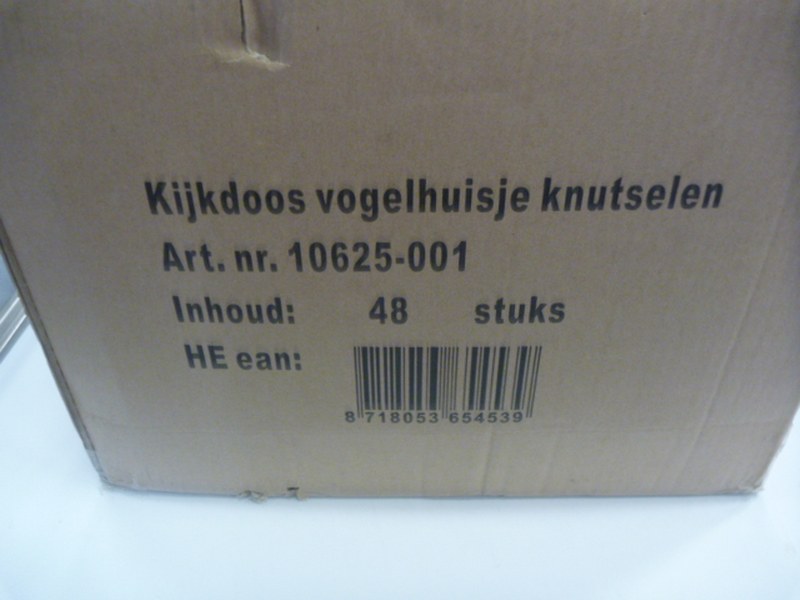 Kijkdoos vogelhuisje knutselen
Art. nr. 10625-001
Inhoud: 48 stuks
HE ean:
8 718053 654539